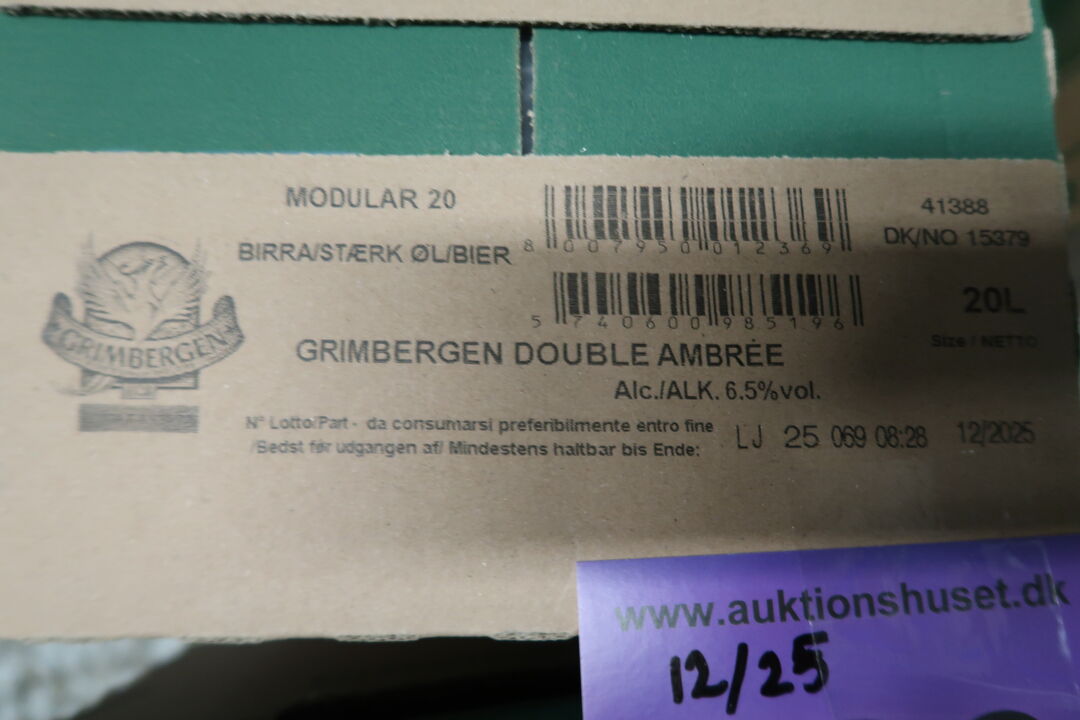 MODULAR 20
8 007950 012369
41388
DK/NO 15379
BIRRA/STÆRK ØL/BIER
5 740600 985196
20L
Size / NETTO
GRIMBERGEN
GRIMBERGEN DOUBLE AMBRÉE
Alc./ALK. 6.5%vol.
N° Lotto/Part - da consumarsi preferibilmente entro fine
/Bedst før udgangen af/ Mindestens haltbar bis Ende:
LJ 25 069 08:28 12/2025
www.auktionshuset.dk
12/25